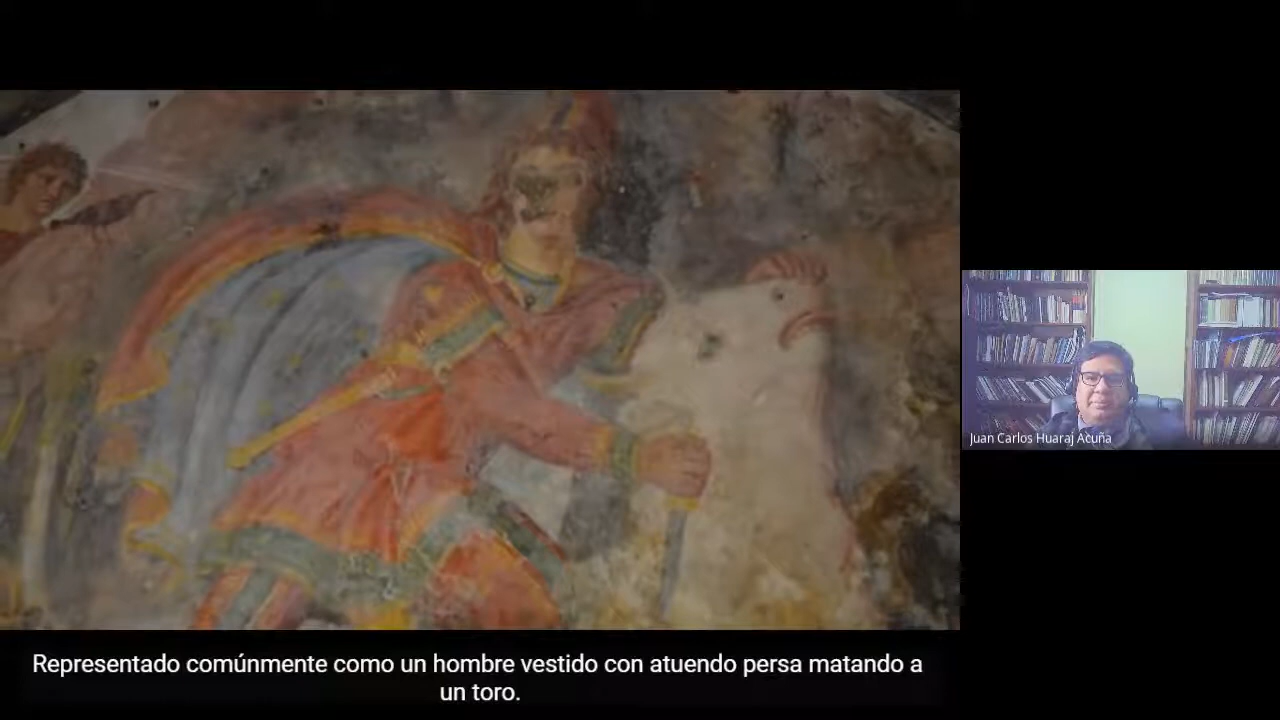 Juan Carlos Huaraj Acuña
Representado comúnmente como un hombre vestido con atuendo persa matando a
un toro.